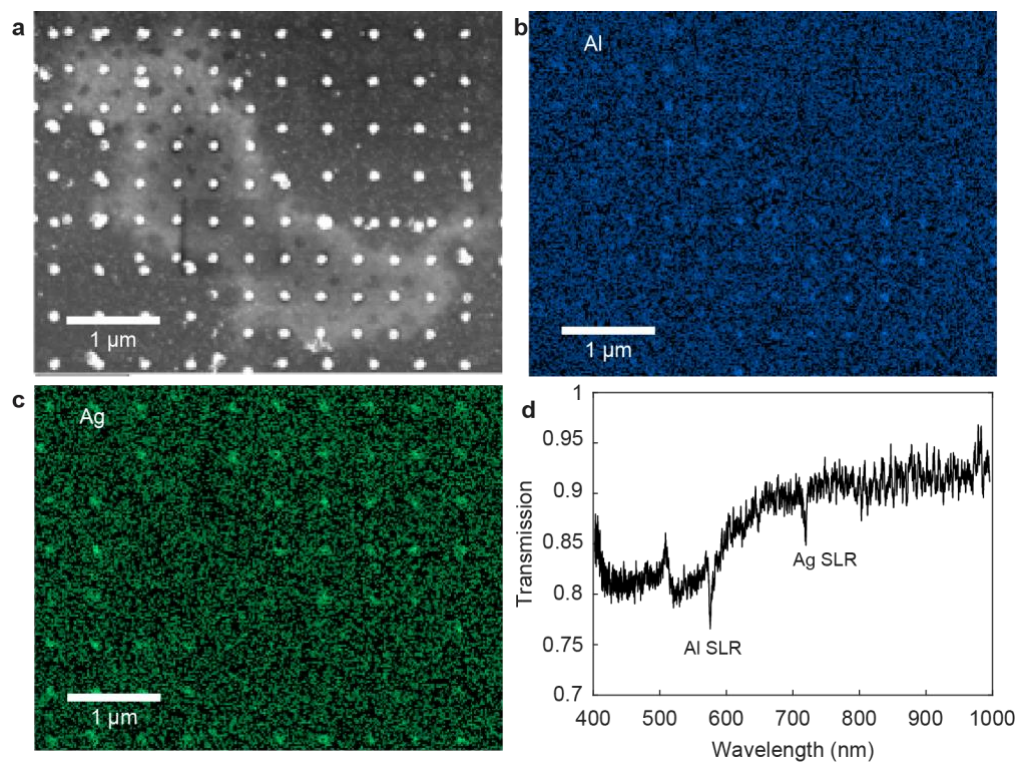 a
1 µm
b
Al
1 µm
c
Ag
1 µm
d
1
0.95
0.9
0.85
0.8
0.75
0.7
Transmission
Ag SLR
Al SLR
400 500 600 700 800 900 1000
Wavelength (nm)